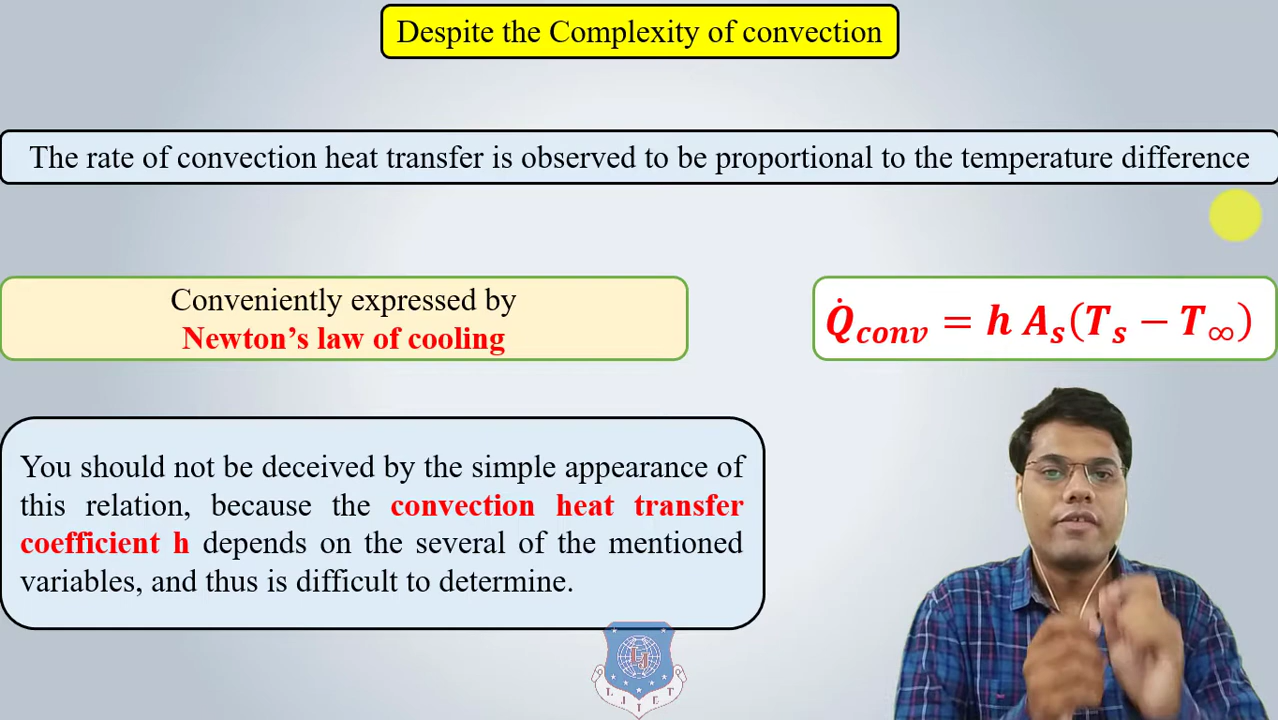 Despite the Complexity of convection
The rate of convection heat transfer is observed to be proportional to the temperature difference
Conveniently expressed by
Newton's law of cooling
Q̇conv = h As(Ts − T∞)
You should not be deceived by the simple appearance of
this relation, because the convection heat transfer
coefficient h depends on the several of the mentioned
variables, and thus is difficult to determine.
LJ
L J I E T